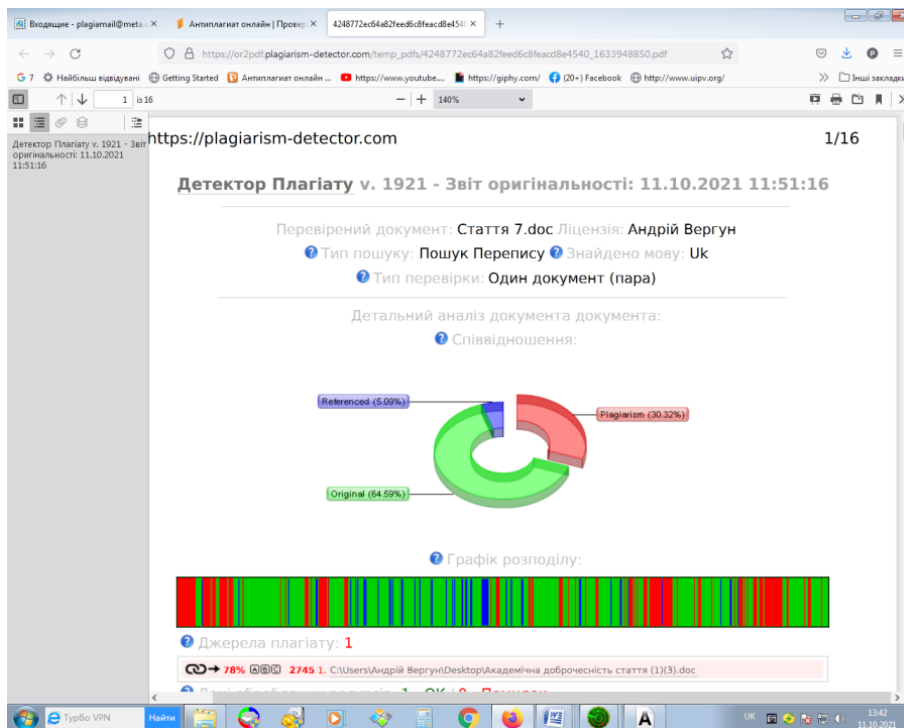 Входящие - plagiamail@meta.
Антиплагиат онлайн | Провер
4248772ec64a82feed6c8feacd8e4540
https://or2pdf.plagiarism-detector.com/temp_pdfs/4248772ec64a82feed6c8feacd8e4540_1633948850.pdf
7 Найбільш відвідувані Getting Started Антиплагиат онлайн ... https://www.youtube.... https://giphy.com/ (20+) Facebook http://www.uipv.org/ Інші закладки
1 із 16 140%
Детектор Плагіату v. 1921 - Звіт
оригінальності: 11.10.2021
11:51:16
https://plagiarism-detector.com 1/16
Детектор Плагіату v. 1921 - Звіт оригінальності: 11.10.2021 11:51:16
Перевірений документ: Стаття 7.doc Ліцензія: Андрій Вергун
Тип пошуку: Пошук Перепису Знайдено мову: Uk
Тип перевірки: Один документ (пара)
Детальний аналіз документа документа:
Співвідношення:
Referenced (5.09%)
Plagiarism (30.32%)
Original (64.59%)
Графік розподілу:
Джерела плагіату: 1
78% 2745 1. C:\Users\Андрій Вергун\Desktop\Академічна доброчесність стаття (1)(3).doc
Турбо VPN Найти UK 13:42
11.10.2021